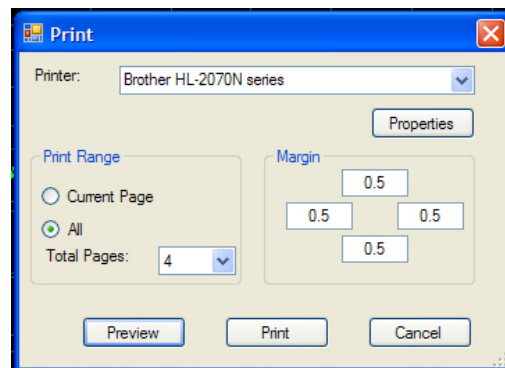 Print
Printer: Brother HL-2070N series
Properties
Print Range
Current Page
All
Total Pages: 4
Margin
0.5
0.5 0.5
0.5
Preview Print Cancel